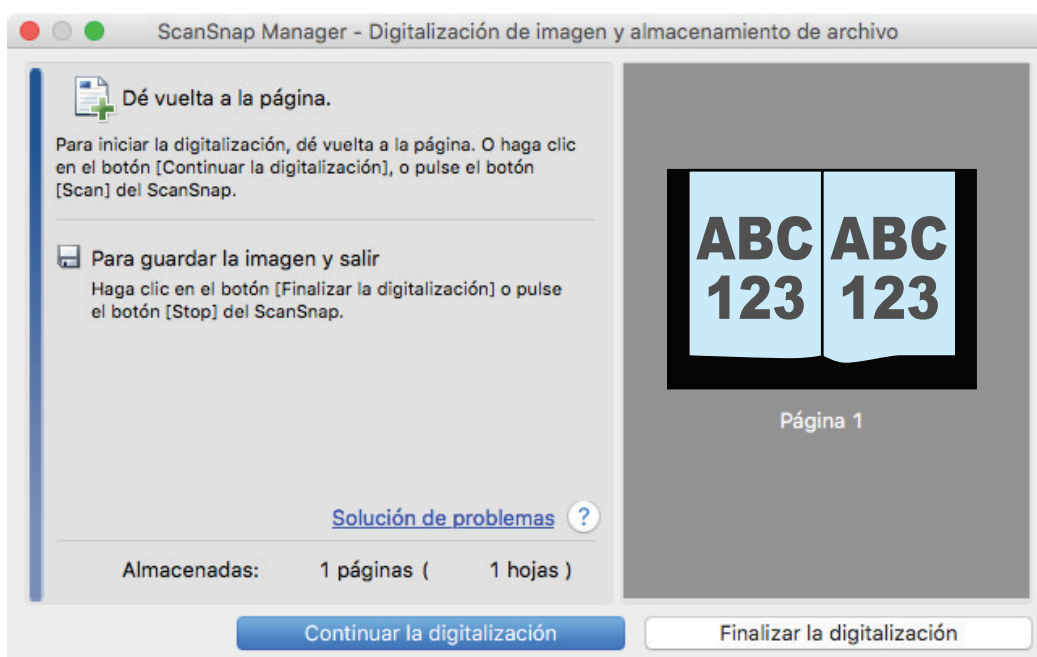 ScanSnap Manager - Digitalización de imagen y almacenamiento de archivo
Dé vuelta a la página.
Para iniciar la digitalización, dé vuelta a la página. O haga clic
en el botón [Continuar la digitalización], o pulse el botón
[Scan] del ScanSnap.
Para guardar la imagen y salir
Haga clic en el botón [Finalizar la digitalización] o pulse
el botón [Stop] del ScanSnap.
Solución de problemas ?
Almacenadas: 1 páginas ( 1 hojas )
ABC ABC
123 123
Página 1
Continuar la digitalización
Finalizar la digitalización